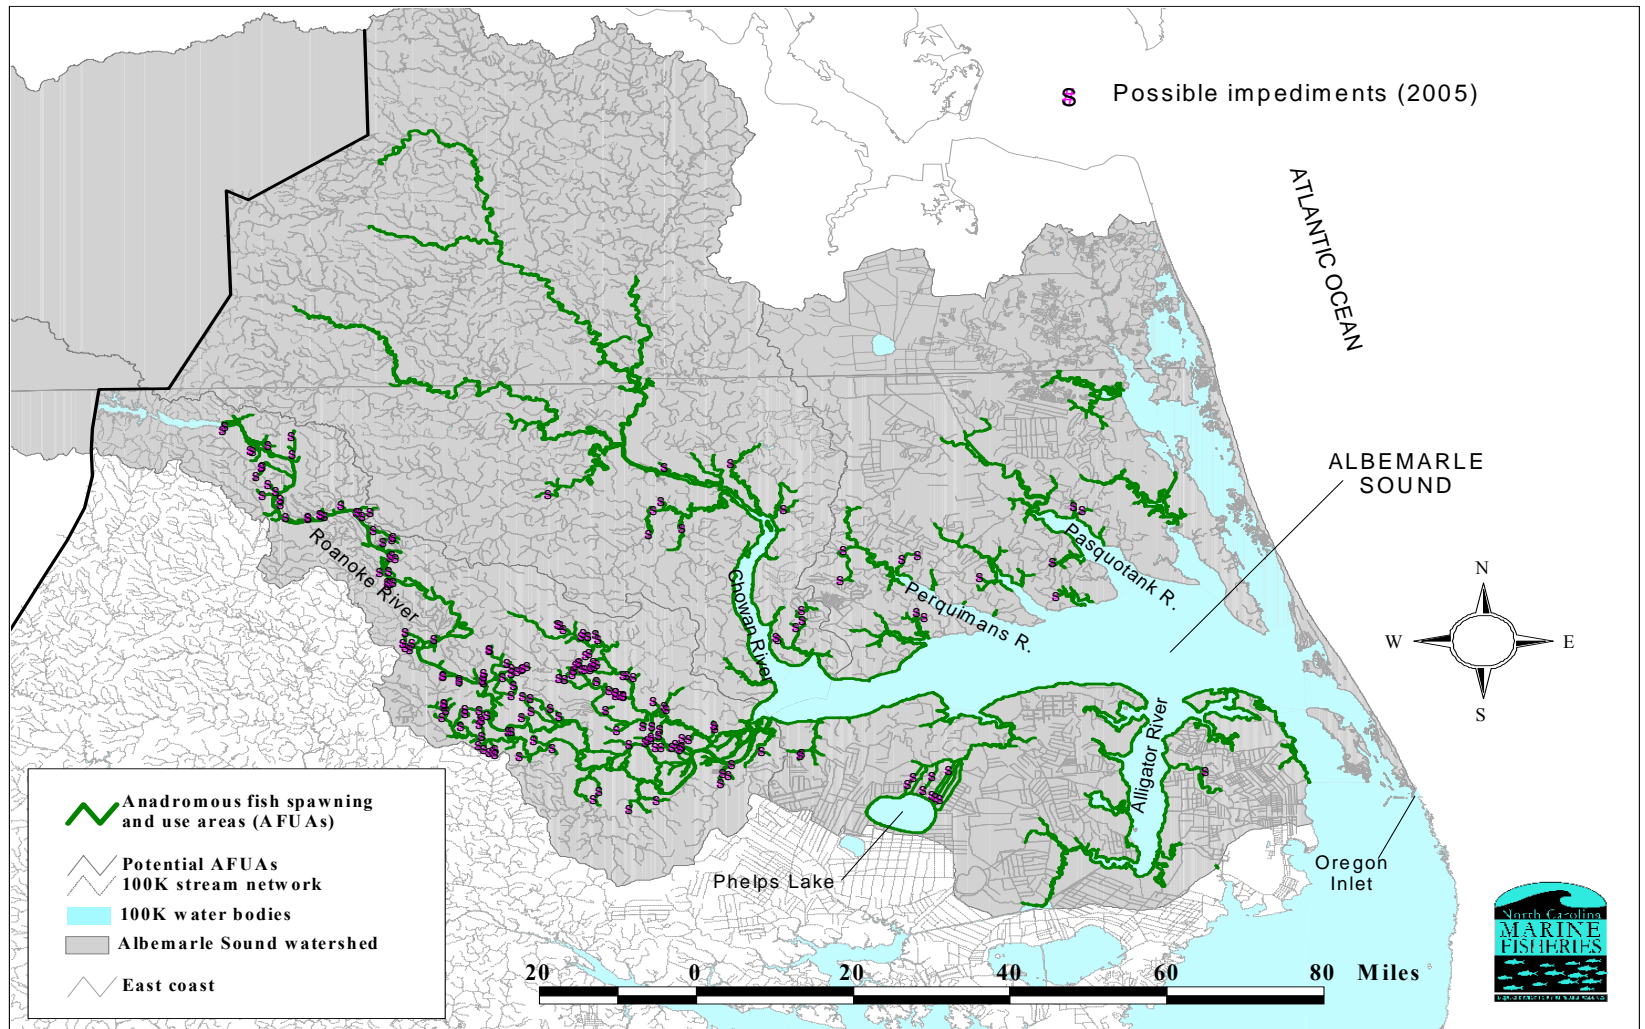 S Possible impediments (2005)
ATLANTIC OCEAN
ALBEMARLE
SOUND
Roanoke River
Chowan River
Perquimans R.
Pasquotank R.
Alligator River
Phelps Lake
Oregon
Inlet
N
W
E
S
Anadromous fish spawning
and use areas (AFUAs)
Potential AFUAs
100K stream network
100K water bodies
Albemarle Sound watershed
East coast
20 0 20 40 60 80 Miles
North Carolina
MARINE
FISHERIES